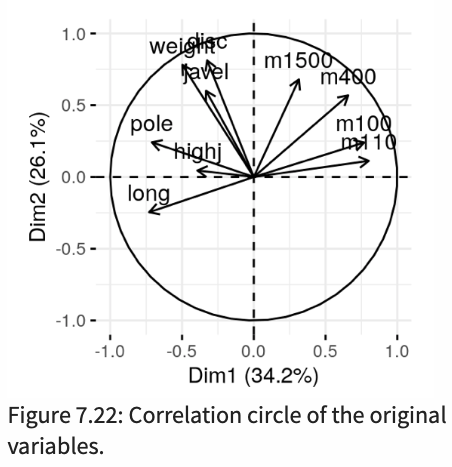 1.0
weight disc
javel
m1500
m400
0.5
pole
highj
m100
m110
0.0
long
-0.5
-1.0
Dim2 (26.1%)
-1.0 -0.5 0.0 0.5 1.0
Dim1 (34.2%)
Figure 7.22: Correlation circle of the original
variables.